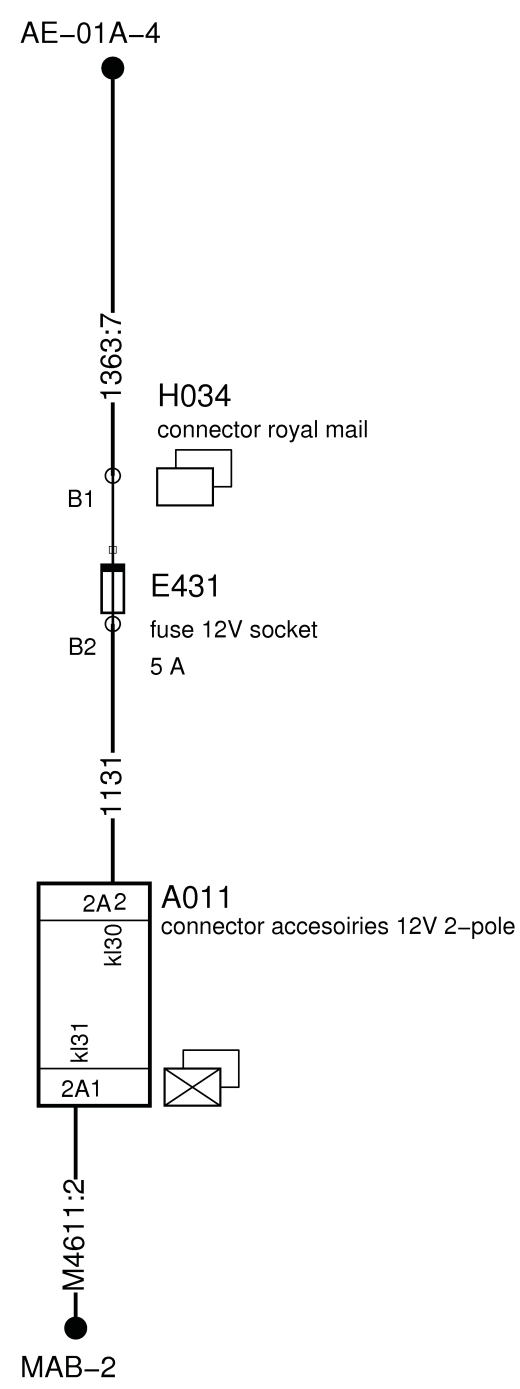 AE−01A−4
1363:7
H034
connector royal mail
B1
E431
fuse 12V socket
B2
5 A
1131
2A2
A011
connector accesoiries 12V 2−pole
kl30
kl31
2A1
M4611:2
MAB−2